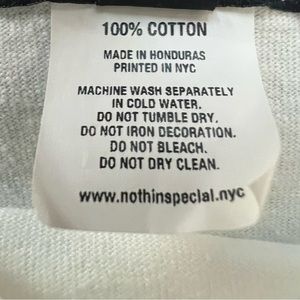 100% COTTON
MADE IN HONDURAS
PRINTED IN NYC
MACHINE WASH SEPARATELY
IN COLD WATER.
DO NOT TUMBLE DRY.
DO NOT IRON DECORATION.
DO NOT BLEACH.
DO NOT DRY CLEAN.
www.nothinspecial.nyc